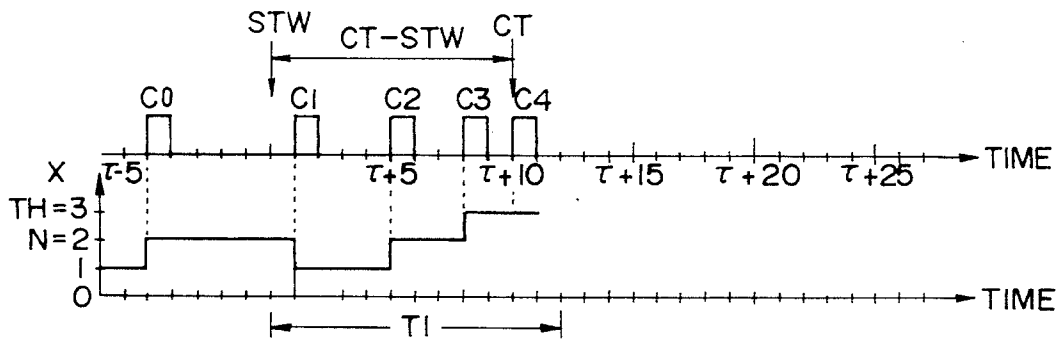 STW CT-STW CT
C0 C1 C2 C3 C4
τ-5 τ+5 τ+10 τ+15 τ+20 τ+25 TIME
X
TH=3
N=2
1
0 TIME
T1